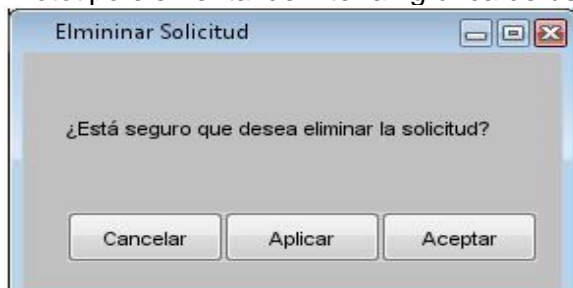 Elmininar Solicitud
¿Está seguro que desea eliminar la solicitud?
Cancelar Aplicar Aceptar